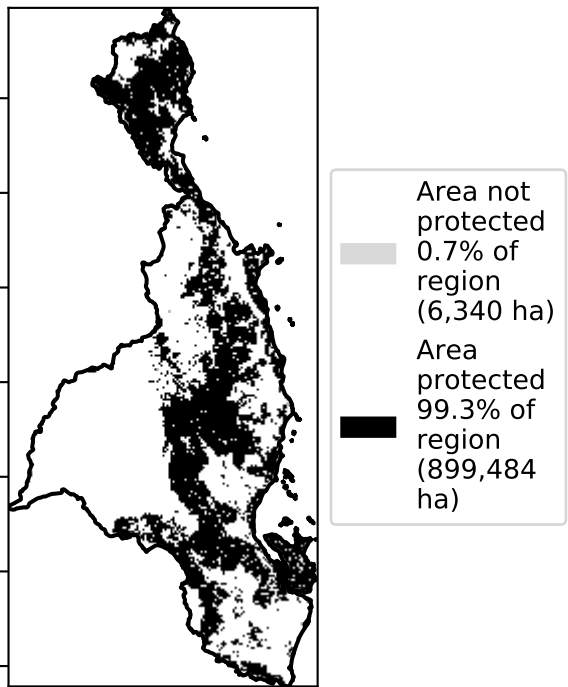 Area not
protected
0.7% of
region
(6,340 ha)
Area
protected
99.3% of
region
(899,484
ha)